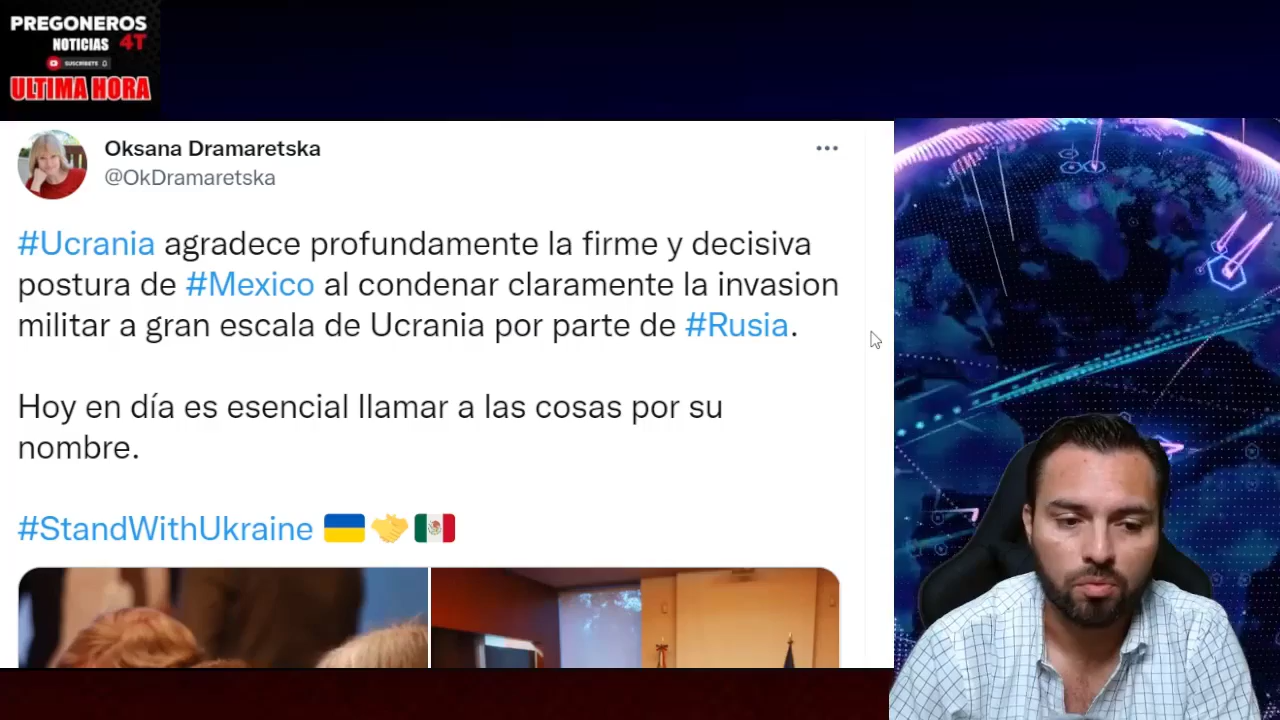 PREGONEROS
NOTICIAS 4T
SUSCRIBETE
ULTIMA HORA
Oksana Dramaretska
@OkDramaretska
#Ucrania agradece profundamente la firme y decisiva
postura de #Mexico al condenar claramente la invasion
militar a gran escala de Ucrania por parte de #Rusia.
Hoy en día es esencial llamar a las cosas por su
nombre.
#StandWithUkraine 🇺🇦🤝🇲🇽